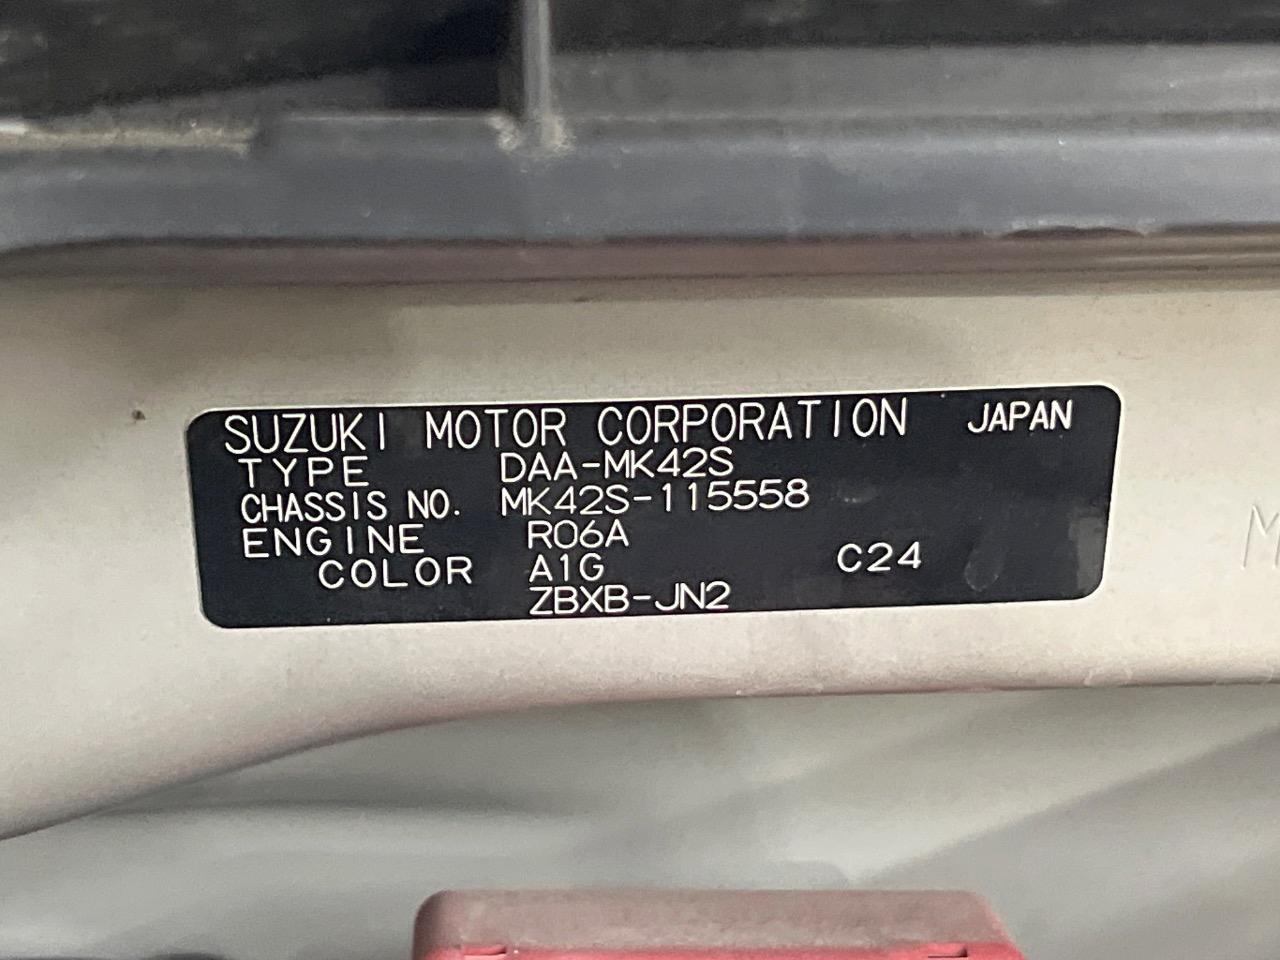 SUZUKI MOTOR CORPORATION JAPAN
TYPE DAA-MK42S
CHASSIS NO. MK42S-115558
ENGINE R06A
COLOR A1G C24
ZBXB-JN2
M